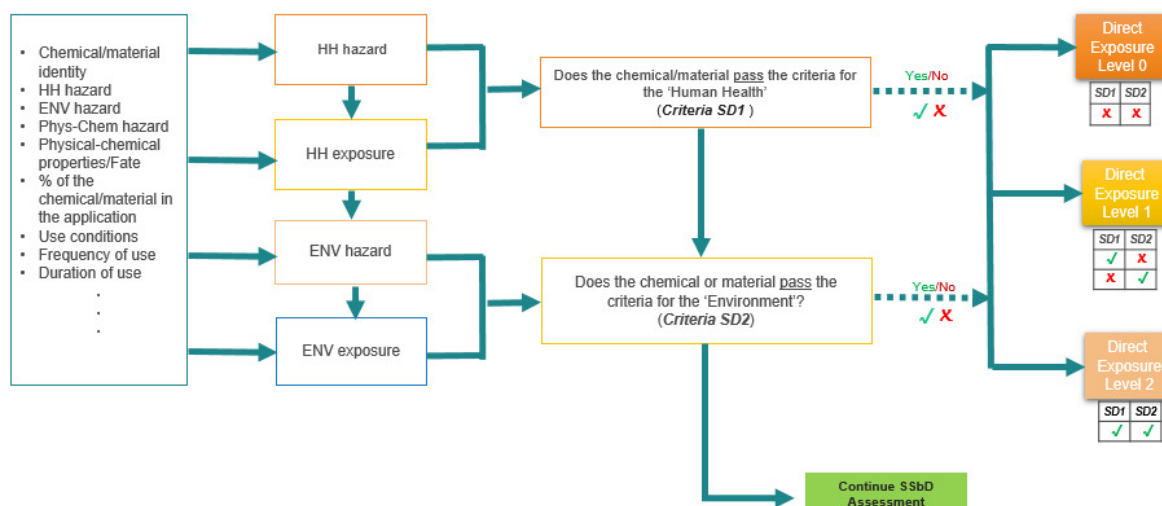 • Chemical/material
identity
• HH hazard
• ENV hazard
• Phys-Chem hazard
• Physical-chemical
properties/Fate
• % of the
chemical/material in
the application
• Use conditions
• Frequency of use
• Duration of use
.
.
.
HH hazard
HH exposure
ENV hazard
ENV exposure
Does the chemical/material pass the criteria for
the ‘Human Health’
(Criteria SD1 )
Yes/No
✓ ✗
Does the chemical or material pass the
criteria for the ‘Environment’?
(Criteria SD2)
Yes/No
✓ ✗
Continue SSbD
Assessment
Direct
Exposure
Level 0
SD1 SD2
✗ ✗
Direct
Exposure
Level 1
SD1 SD2
✓ ✗
✗ ✓
Direct
Exposure
Level 2
SD1 SD2
✓ ✓